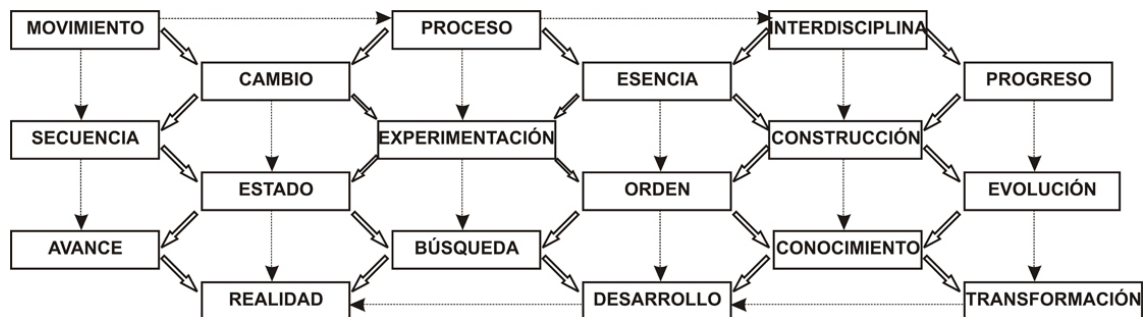 MOVIMIENTO
PROCESO
INTERDISCIPLINA
CAMBIO
ESENCIA
PROGRESO
SECUENCIA
EXPERIMENTACIÓN
CONSTRUCCIÓN
ESTADO
ORDEN
EVOLUCIÓN
AVANCE
BÚSQUEDA
CONOCIMIENTO
REALIDAD
DESARROLLO
TRANSFORMACIÓN